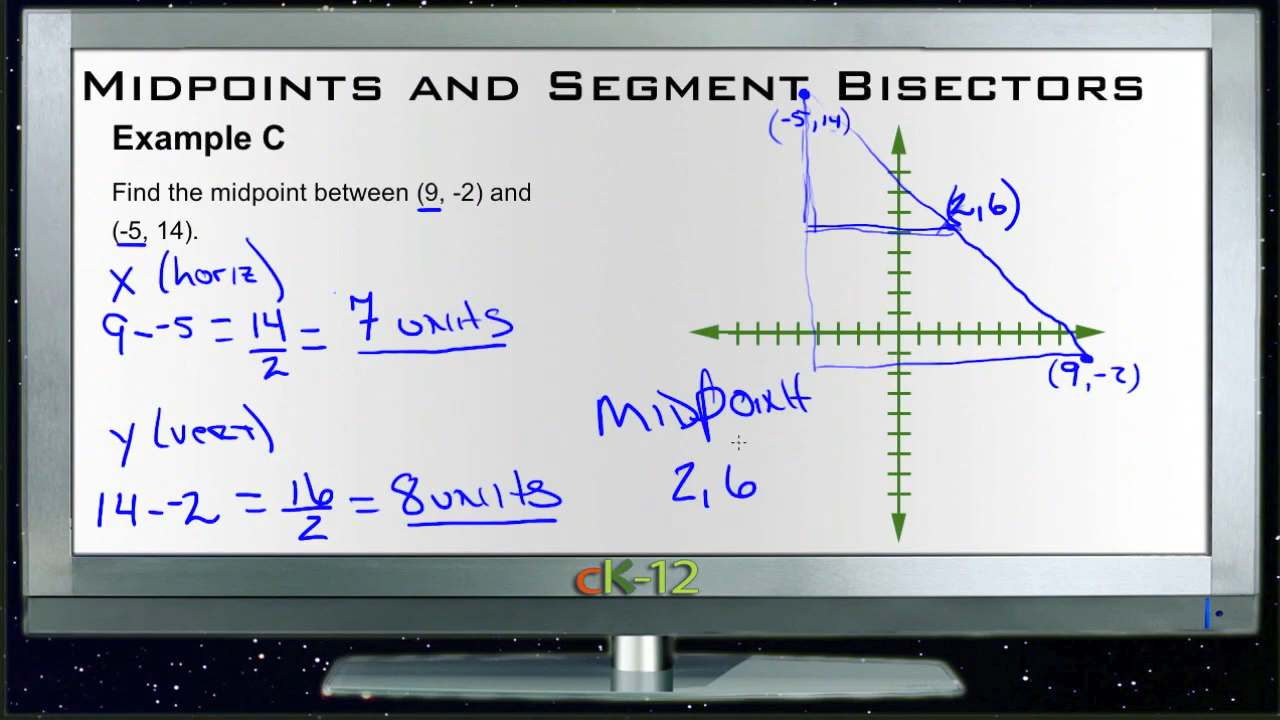 MIDPOINTS AND SEGMENT BISECTORS
Example C
Find the midpoint between (9, -2) and
(-5, 14).
x (horiz)
9 - -5 = 14/2 = 7 units
y (vert)
14 - -2 = 16/2 = 8 units
(-5, 14)
(2, 6)
(9, -2)
MIDpoint
2, 6
cK-12